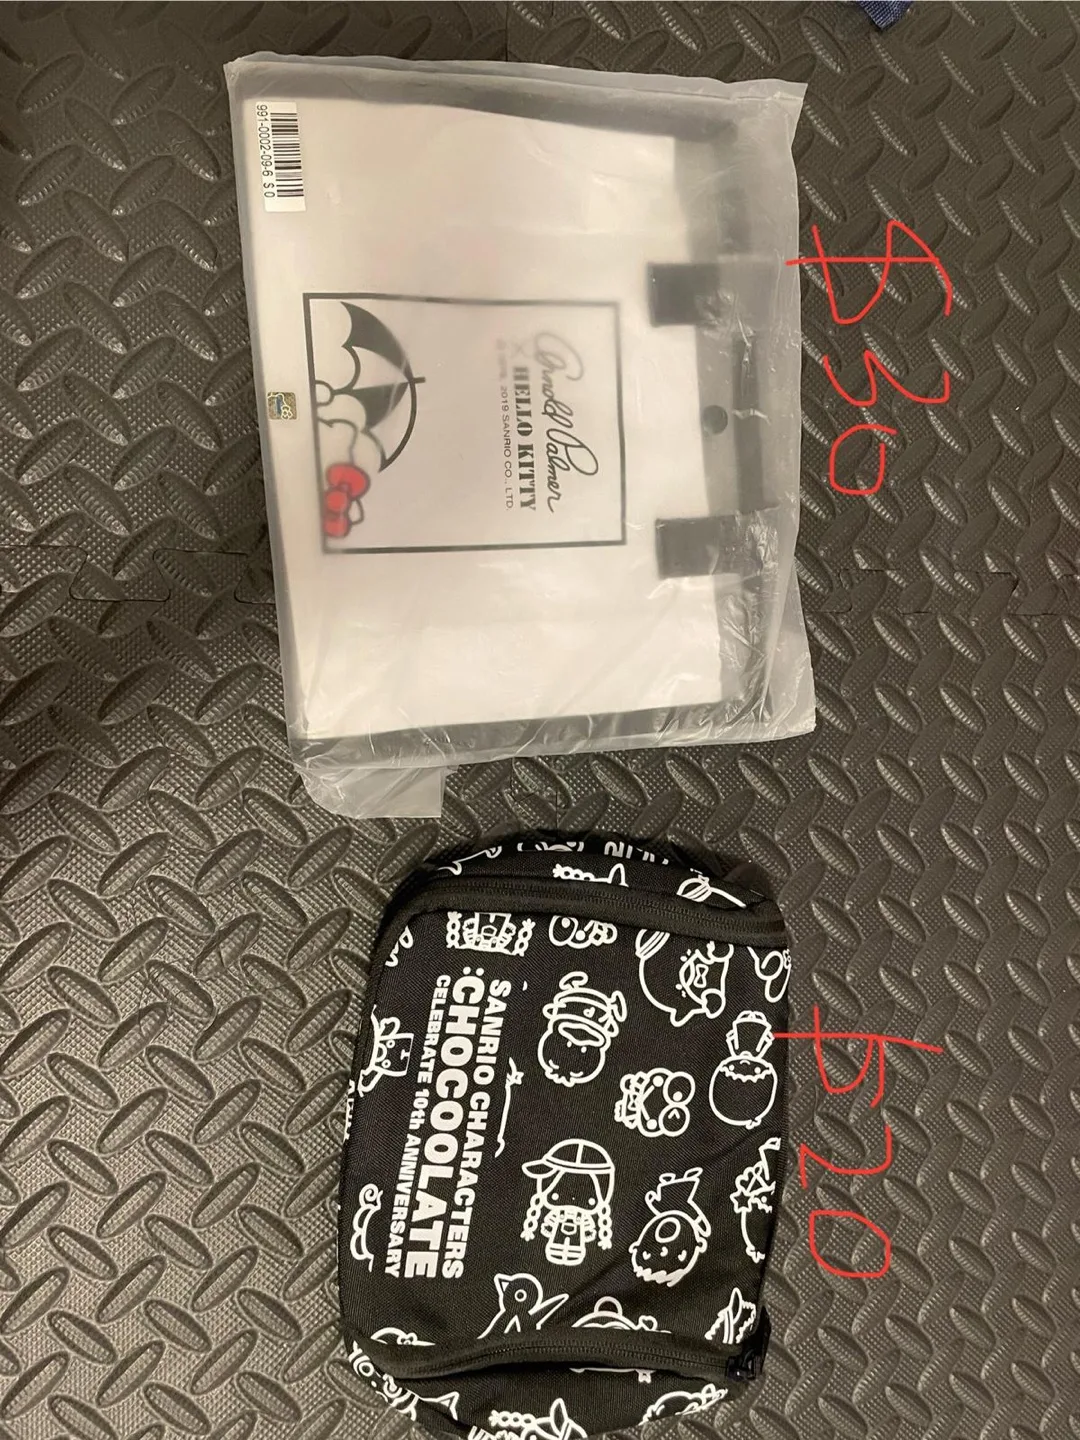 991-0002-09-6 S 0
Arnold Palmer
× HELLO KITTY
2019 SANRIO CO., LTD.
$30
SANRIO CHARACTERS
:CHOCOOLATE
CELEBRATE 10th ANNIVERSARY
$20